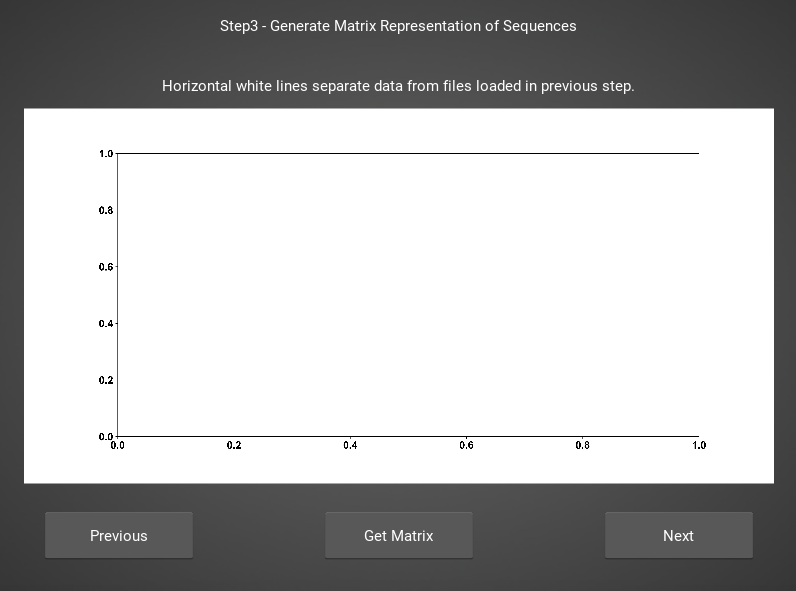 Step3 - Generate Matrix Representation of Sequences
Horizontal white lines separate data from files loaded in previous step.
1.0
0.8
0.6
0.4
0.2
0.0
0.0 0.2 0.4 0.6 0.8 1.0
Previous Get Matrix Next